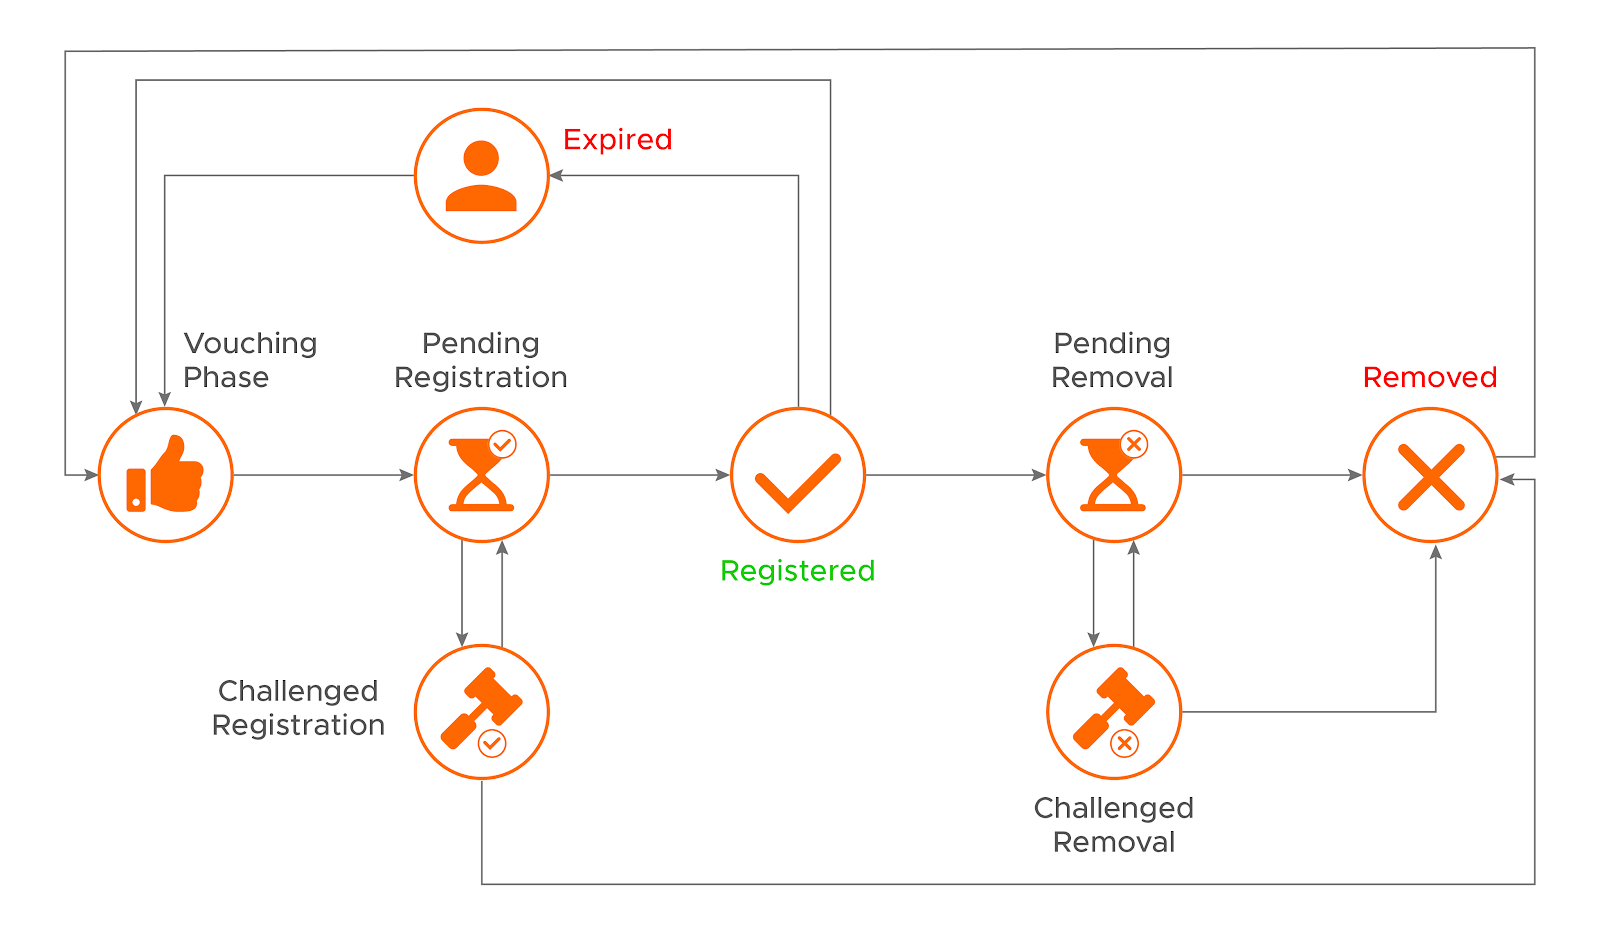 Expired
Vouching
Phase
Pending
Registration
Pending
Removal
Removed
Registered
Challenged
Registration
Challenged
Removal